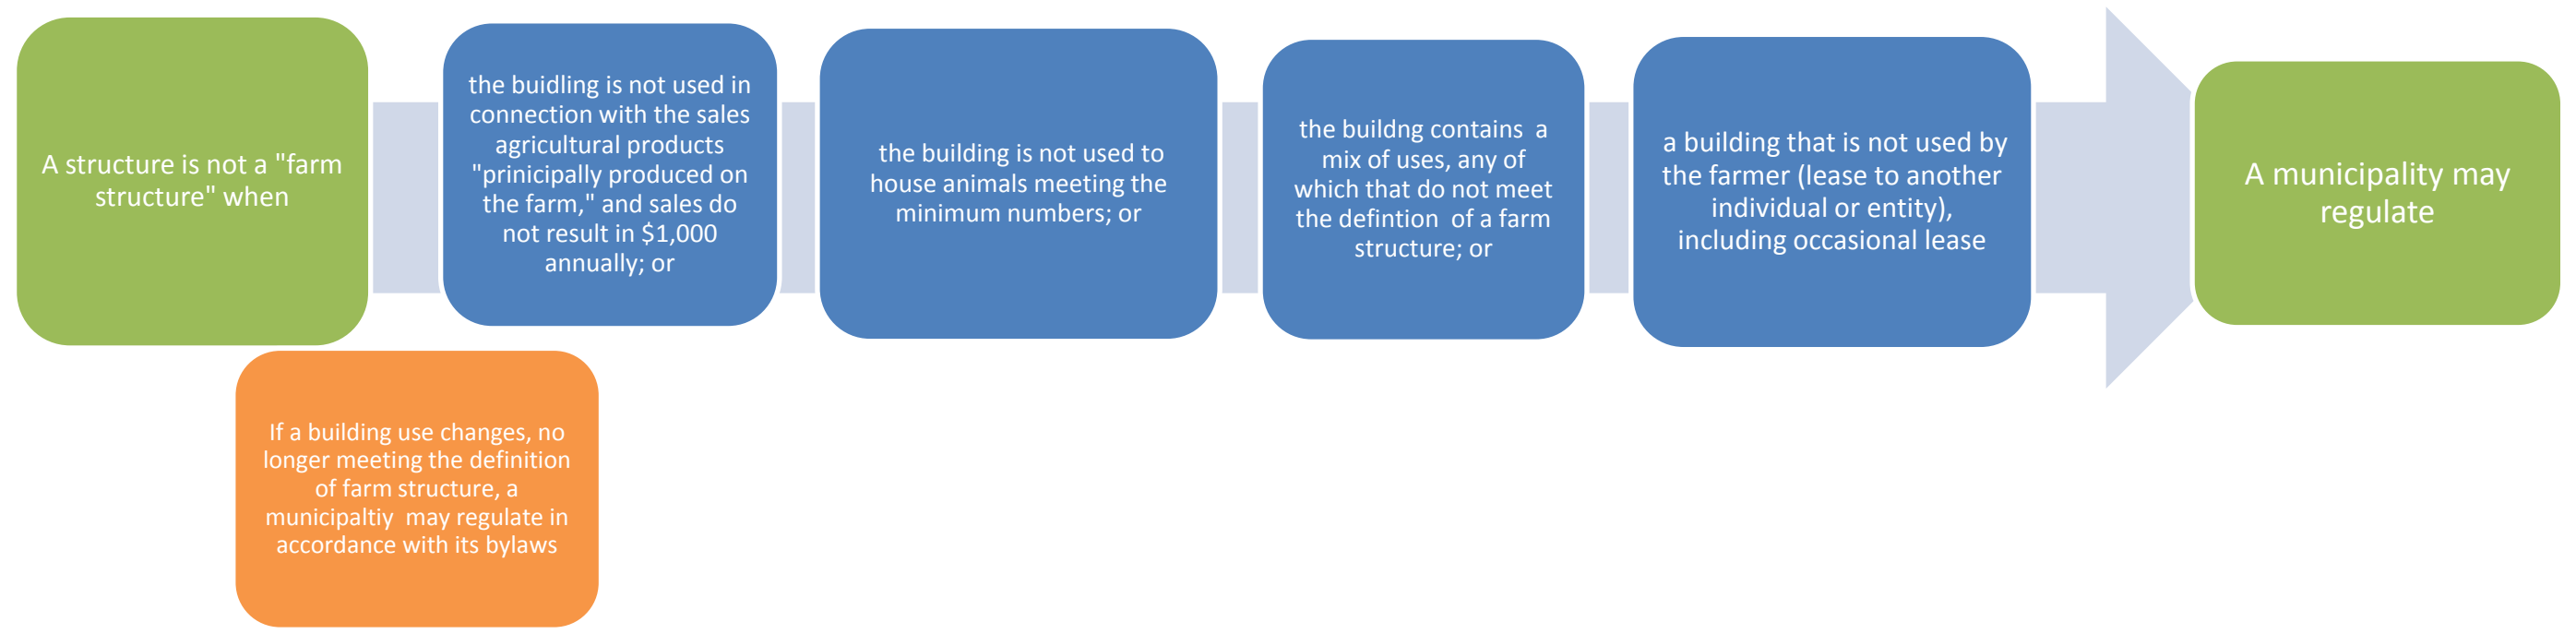 A structure is not a "farm
structure" when
the buidling is not used in
connection with the sales
agricultural products
"prinicipally produced on
the farm," and sales do
not result in $1,000
annually; or
the building is not used to
house animals meeting the
minimum numbers; or
the buildng contains a
mix of uses, any of
which that do not meet
the defintion of a farm
structure; or
a building that is not used by
the farmer (lease to another
individual or entity),
including occasional lease
A municipality may
regulate
If a building use changes, no
longer meeting the definition
of farm structure, a
municipaltiy may regulate in
accordance with its bylaws